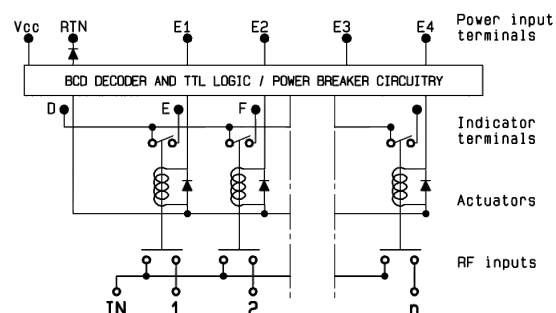 Vcc RTN E1 E2 E3 E4
Power input
terminals
BCD DECODER AND TTL LOGIC / POWER BREAKER CIRCUITRY
D E F
Indicator
terminals
Actuators
RF inputs
IN 1 2 n